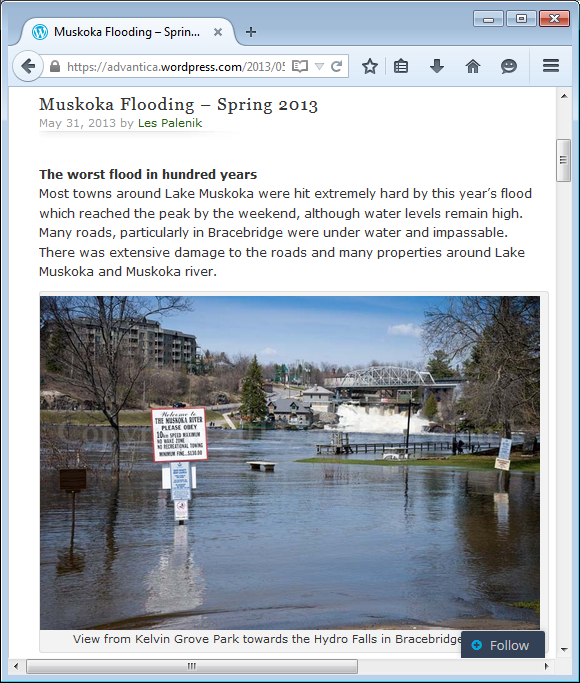 Muskoka Flooding – Sprin...
https://advantica.wordpress.com/2013/05
Muskoka Flooding – Spring 2013
May 31, 2013 by Les Palenik
The worst flood in hundred years
Most towns around Lake Muskoka were hit extremely hard by this year's flood
which reached the peak by the weekend, although water levels remain high.
Many roads, particularly in Bracebridge were under water and impassable.
There was extensive damage to the roads and many properties around Lake
Muskoka and Muskoka river.
Welcome to
THE MUSKOKA RIVER
PLEASE OBEY
10 SPEED MAXIMUM
NO WAKE ZONE
NO RECREATIONAL TUBING
MINIMUM FINE
View from Kelvin Grove Park towards the Hydro Falls in Bracebridge
Follow